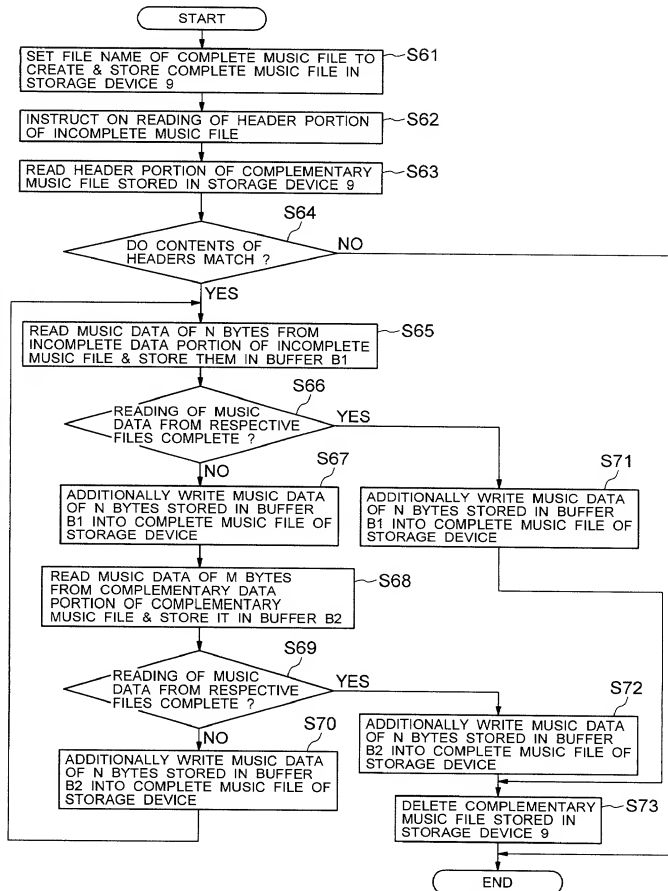 START
S61
SET FILE NAME OF COMPLETE MUSIC FILE TO
CREATE & STORE COMPLETE MUSIC FILE IN
STORAGE DEVICE 9
S62
INSTRUCT ON READING OF HEADER PORTION
OF INCOMPLETE MUSIC FILE
S63
READ HEADER PORTION OF COMPLEMENTARY
MUSIC FILE STORED IN STORAGE DEVICE 9
S64
DO CONTENTS OF
HEADERS MATCH ?
NO
YES
S65
READ MUSIC DATA OF N BYTES FROM
INCOMPLETE DATA PORTION OF INCOMPLETE
MUSIC FILE & STORE THEM IN BUFFER B1
S66
READING OF MUSIC
DATA FROM RESPECTIVE
FILES COMPLETE ?
YES
NO
S67
ADDITIONALLY WRITE MUSIC DATA
OF N BYTES STORED IN BUFFER
B1 INTO COMPLETE MUSIC FILE OF
STORAGE DEVICE
S71
ADDITIONALLY WRITE MUSIC DATA
OF N BYTES STORED IN BUFFER
B1 INTO COMPLETE MUSIC FILE OF
STORAGE DEVICE
S68
READ MUSIC DATA OF M BYTES
FROM COMPLEMENTARY DATA
PORTION OF COMPLEMENTARY
MUSIC FILE & STORE IT IN BUFFER B2
S69
READING OF MUSIC
DATA FROM RESPECTIVE
FILES COMPLETE ?
YES
NO
S70
ADDITIONALLY WRITE MUSIC DATA
OF N BYTES STORED IN BUFFER
B2 INTO COMPLETE MUSIC FILE OF
STORAGE DEVICE
S72
ADDITIONALLY WRITE MUSIC DATA
OF N BYTES STORED IN BUFFER
B2 INTO COMPLETE MUSIC FILE OF
STORAGE DEVICE
S73
DELETE COMPLEMENTARY
MUSIC FILE STORED IN
STORAGE DEVICE 9
END